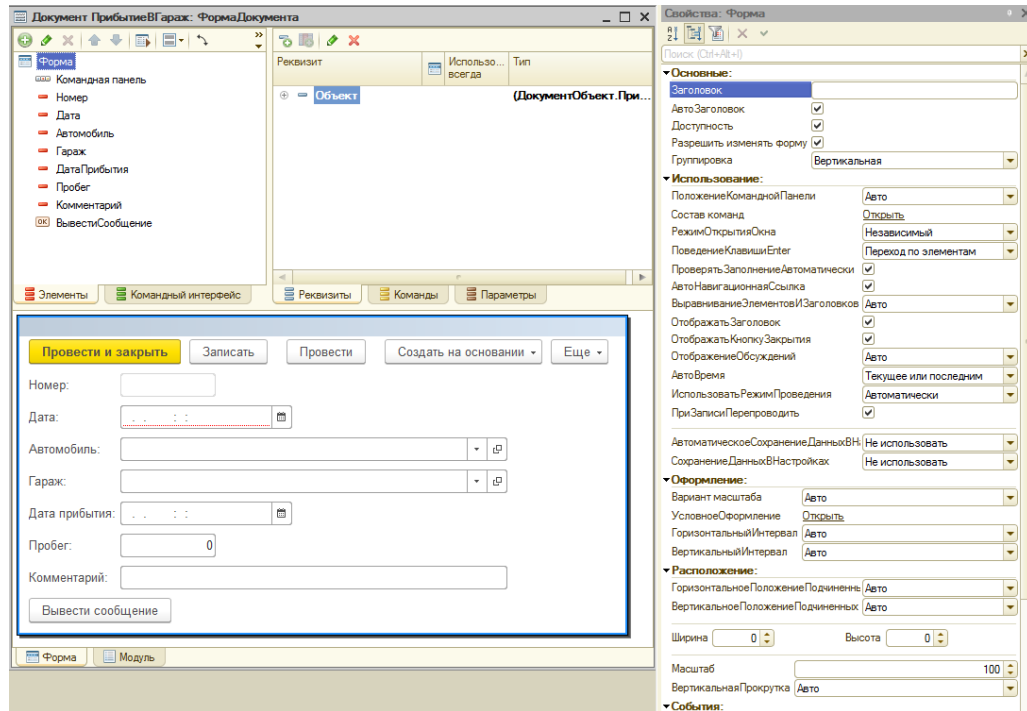 Документ ПрибытиеВГараж: ФормаДокумента
Форма
Командная панель
Номер
Дата
Автомобиль
Гараж
ДатаПрибытия
Пробег
Комментарий
ОК ВывестиСообщение
Элементы
Командный интерфейс
Реквизит
Использо... всегда
Тип
Объект
(ДокументОбъект.При...
Реквизиты
Команды
Параметры
Провести и закрыть
Записать
Провести
Создать на основании
Еще
Номер:
Дата:
. . : :
Автомобиль:
Гараж:
Дата прибытия:
. . : :
Пробег:
0
Комментарий:
Вывести сообщение
Форма
Модуль
Свойства: Форма
Поиск (Ctrl+Alt+I)
Основные:
Заголовок
АвтоЗаголовок
Доступность
Разрешить изменять форму
Группировка Вертикальная
Использование:
ПоложениеКоманднойПанели Авто
Состав команд Открыть
РежимОткрытияОкна Независимый
ПоведениеКлавишиEnter Переход по элементам
ПроверятьЗаполнениеАвтоматически
АвтоНавигационнаяСсылка
ВыравниваниеЭлементовИЗаголовков Авто
ОтображатьЗаголовок
ОтображатьКнопкуЗакрытия
ОтображениеОбсуждений Авто
АвтоВремя Текущее или последним
ИспользоватьРежимПроведения Автоматически
ПриЗаписиПерепроводить
АвтоматическоеСохранениеДанныхВН Не использовать
СохранениеДанныхВНастройках Не использовать
Оформление:
Вариант масштаба Авто
УсловноеОформление Открыть
ГоризонтальныйИнтервал Авто
ВертикальныйИнтервал Авто
Расположение:
ГоризонтальноеПоложениеПодчиненн Авто
ВертикальноеПоложениеПодчиненных Авто
Ширина 0 Высота 0
Масштаб 100
ВертикальнаяПрокрутка Авто
События: